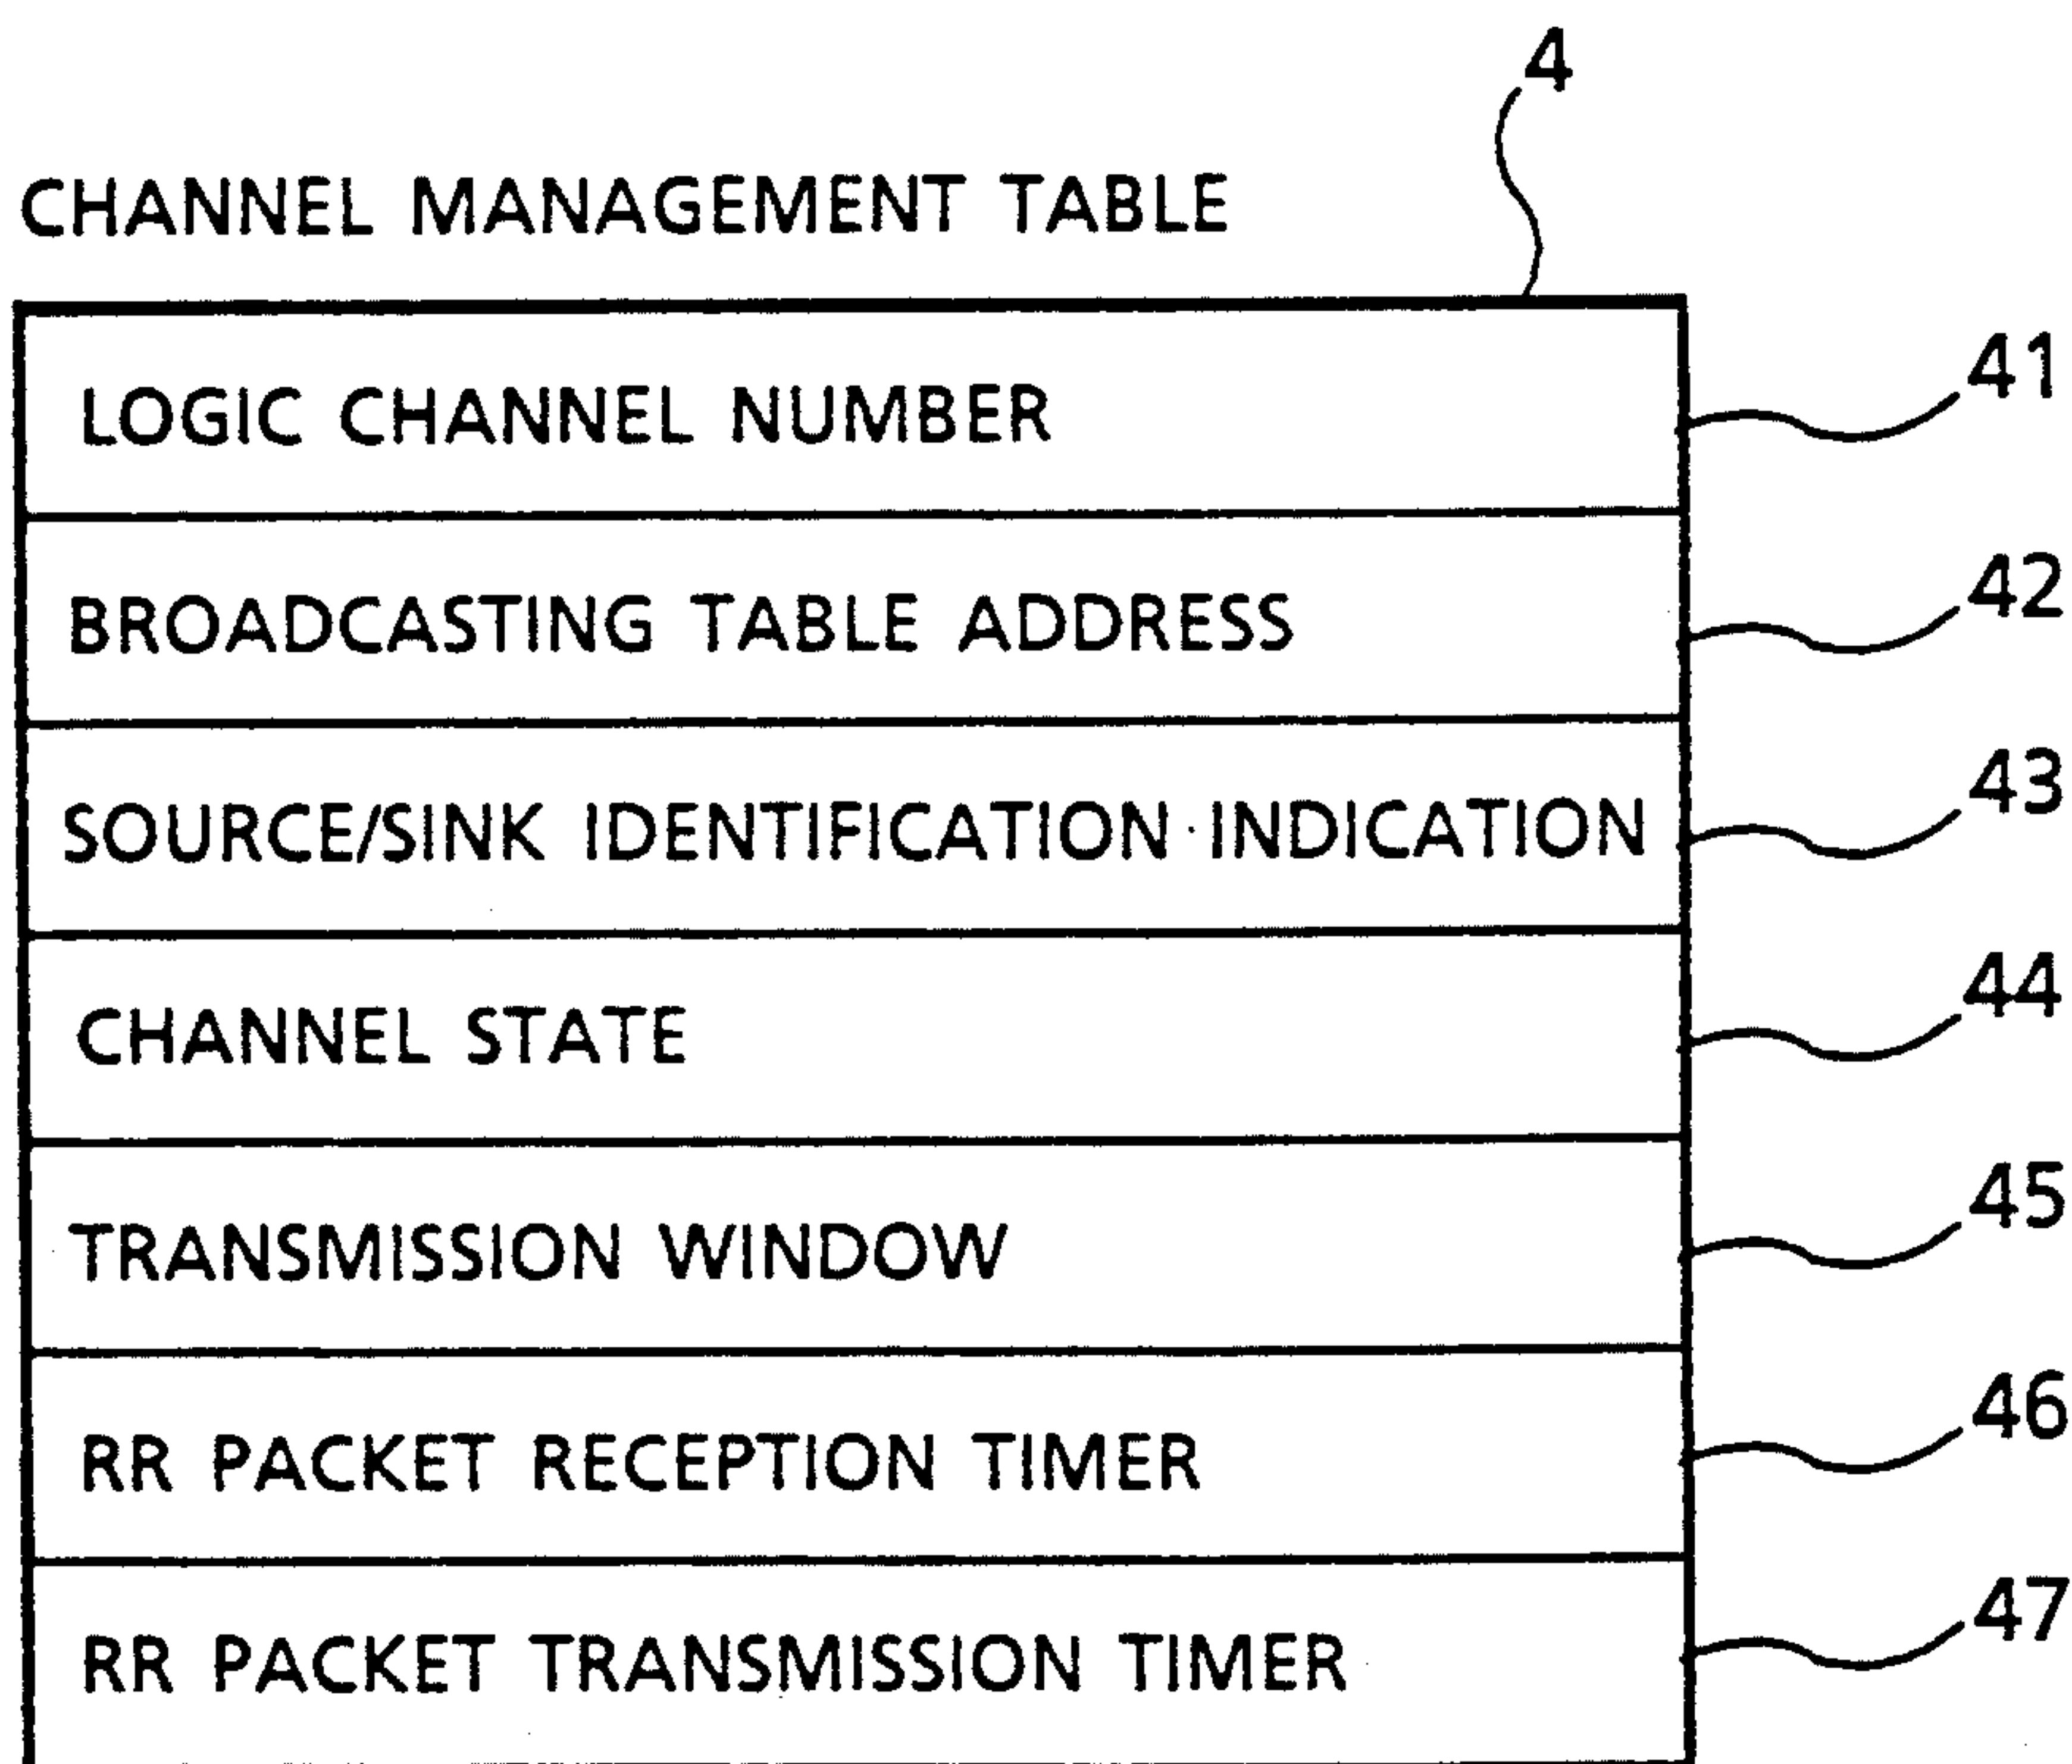 4
CHANNEL MANAGEMENT TABLE
LOGIC CHANNEL NUMBER
41
BROADCASTING TABLE ADDRESS
42
SOURCE/SINK IDENTIFICATION INDICATION
43
CHANNEL STATE
44
TRANSMISSION WINDOW
45
RR PACKET RECEPTION TIMER
46
RR PACKET TRANSMISSION TIMER
47